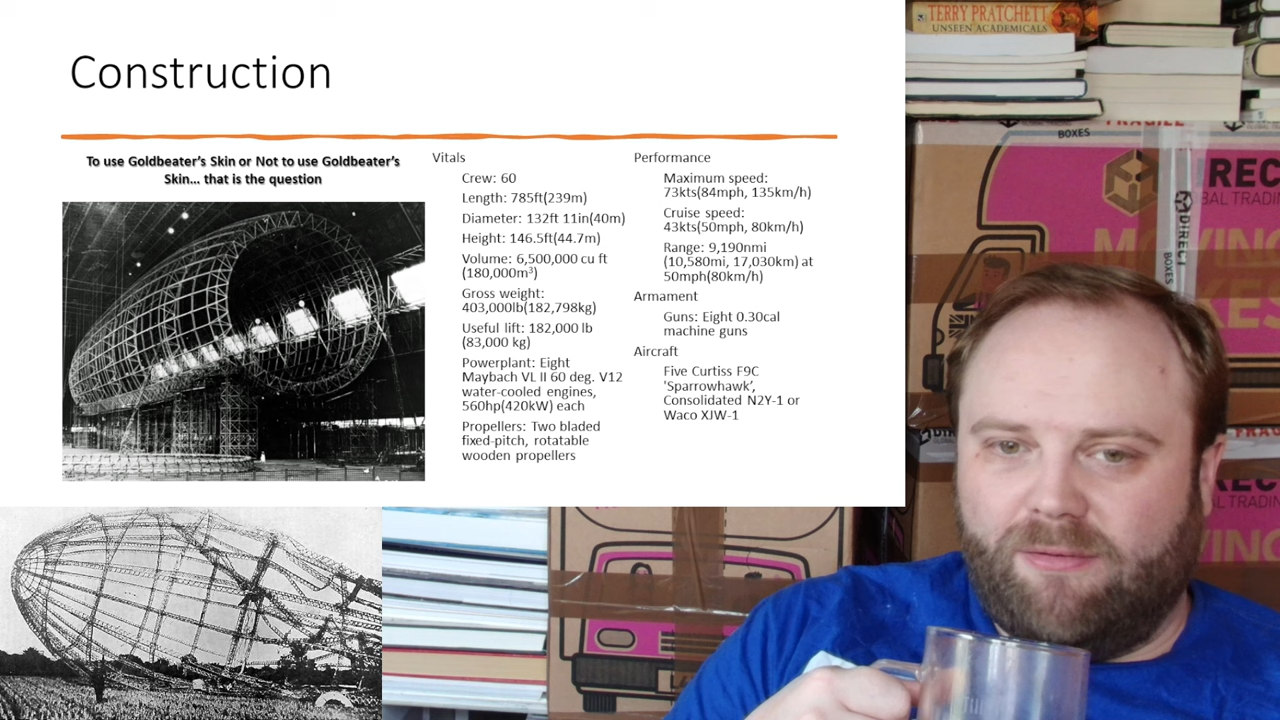 Construction
To use Goldbeater's Skin or Not to use Goldbeater's
Skin... that is the question
Vitals
Crew: 60
Length: 785ft(239m)
Diameter: 132ft 11in(40m)
Height: 146.5ft(44.7m)
Volume: 6,500,000 cu ft
(180,000m³)
Gross weight:
403,000lb(182,798kg)
Useful lift: 182,000 lb
(83,000 kg)
Powerplant: Eight
Maybach VL II 60 deg. V12
water-cooled engines,
560hp(420kW) each
Propellers: Two bladed
fixed-pitch, rotatable
wooden propellers
Performance
Maximum speed:
73kts(84mph, 135km/h)
Cruise speed:
43kts(50mph, 80km/h)
Range: 9,190nmi
(10,580mi, 17,030km) at
50mph(80km/h)
Armament
Guns: Eight 0.30cal
machine guns
Aircraft
Five Curtiss F9C
'Sparrowhawk',
Consolidated N2Y-1 or
Waco XJW-1
TERRY PRATCHETT
UNSEEN ACADEMICALS
BOXES
FRAGILE
DIRECT
BOXES